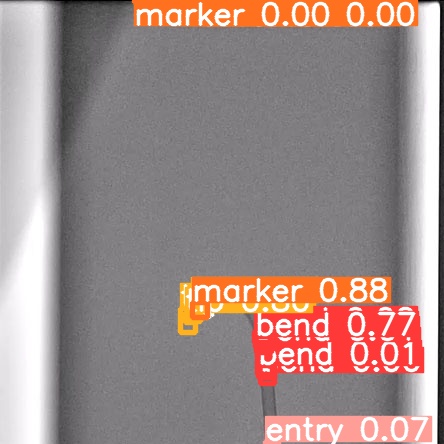 marker 0.00 0.00
marker 0.88
bend 0.77
bend 0.01
entry 0.07